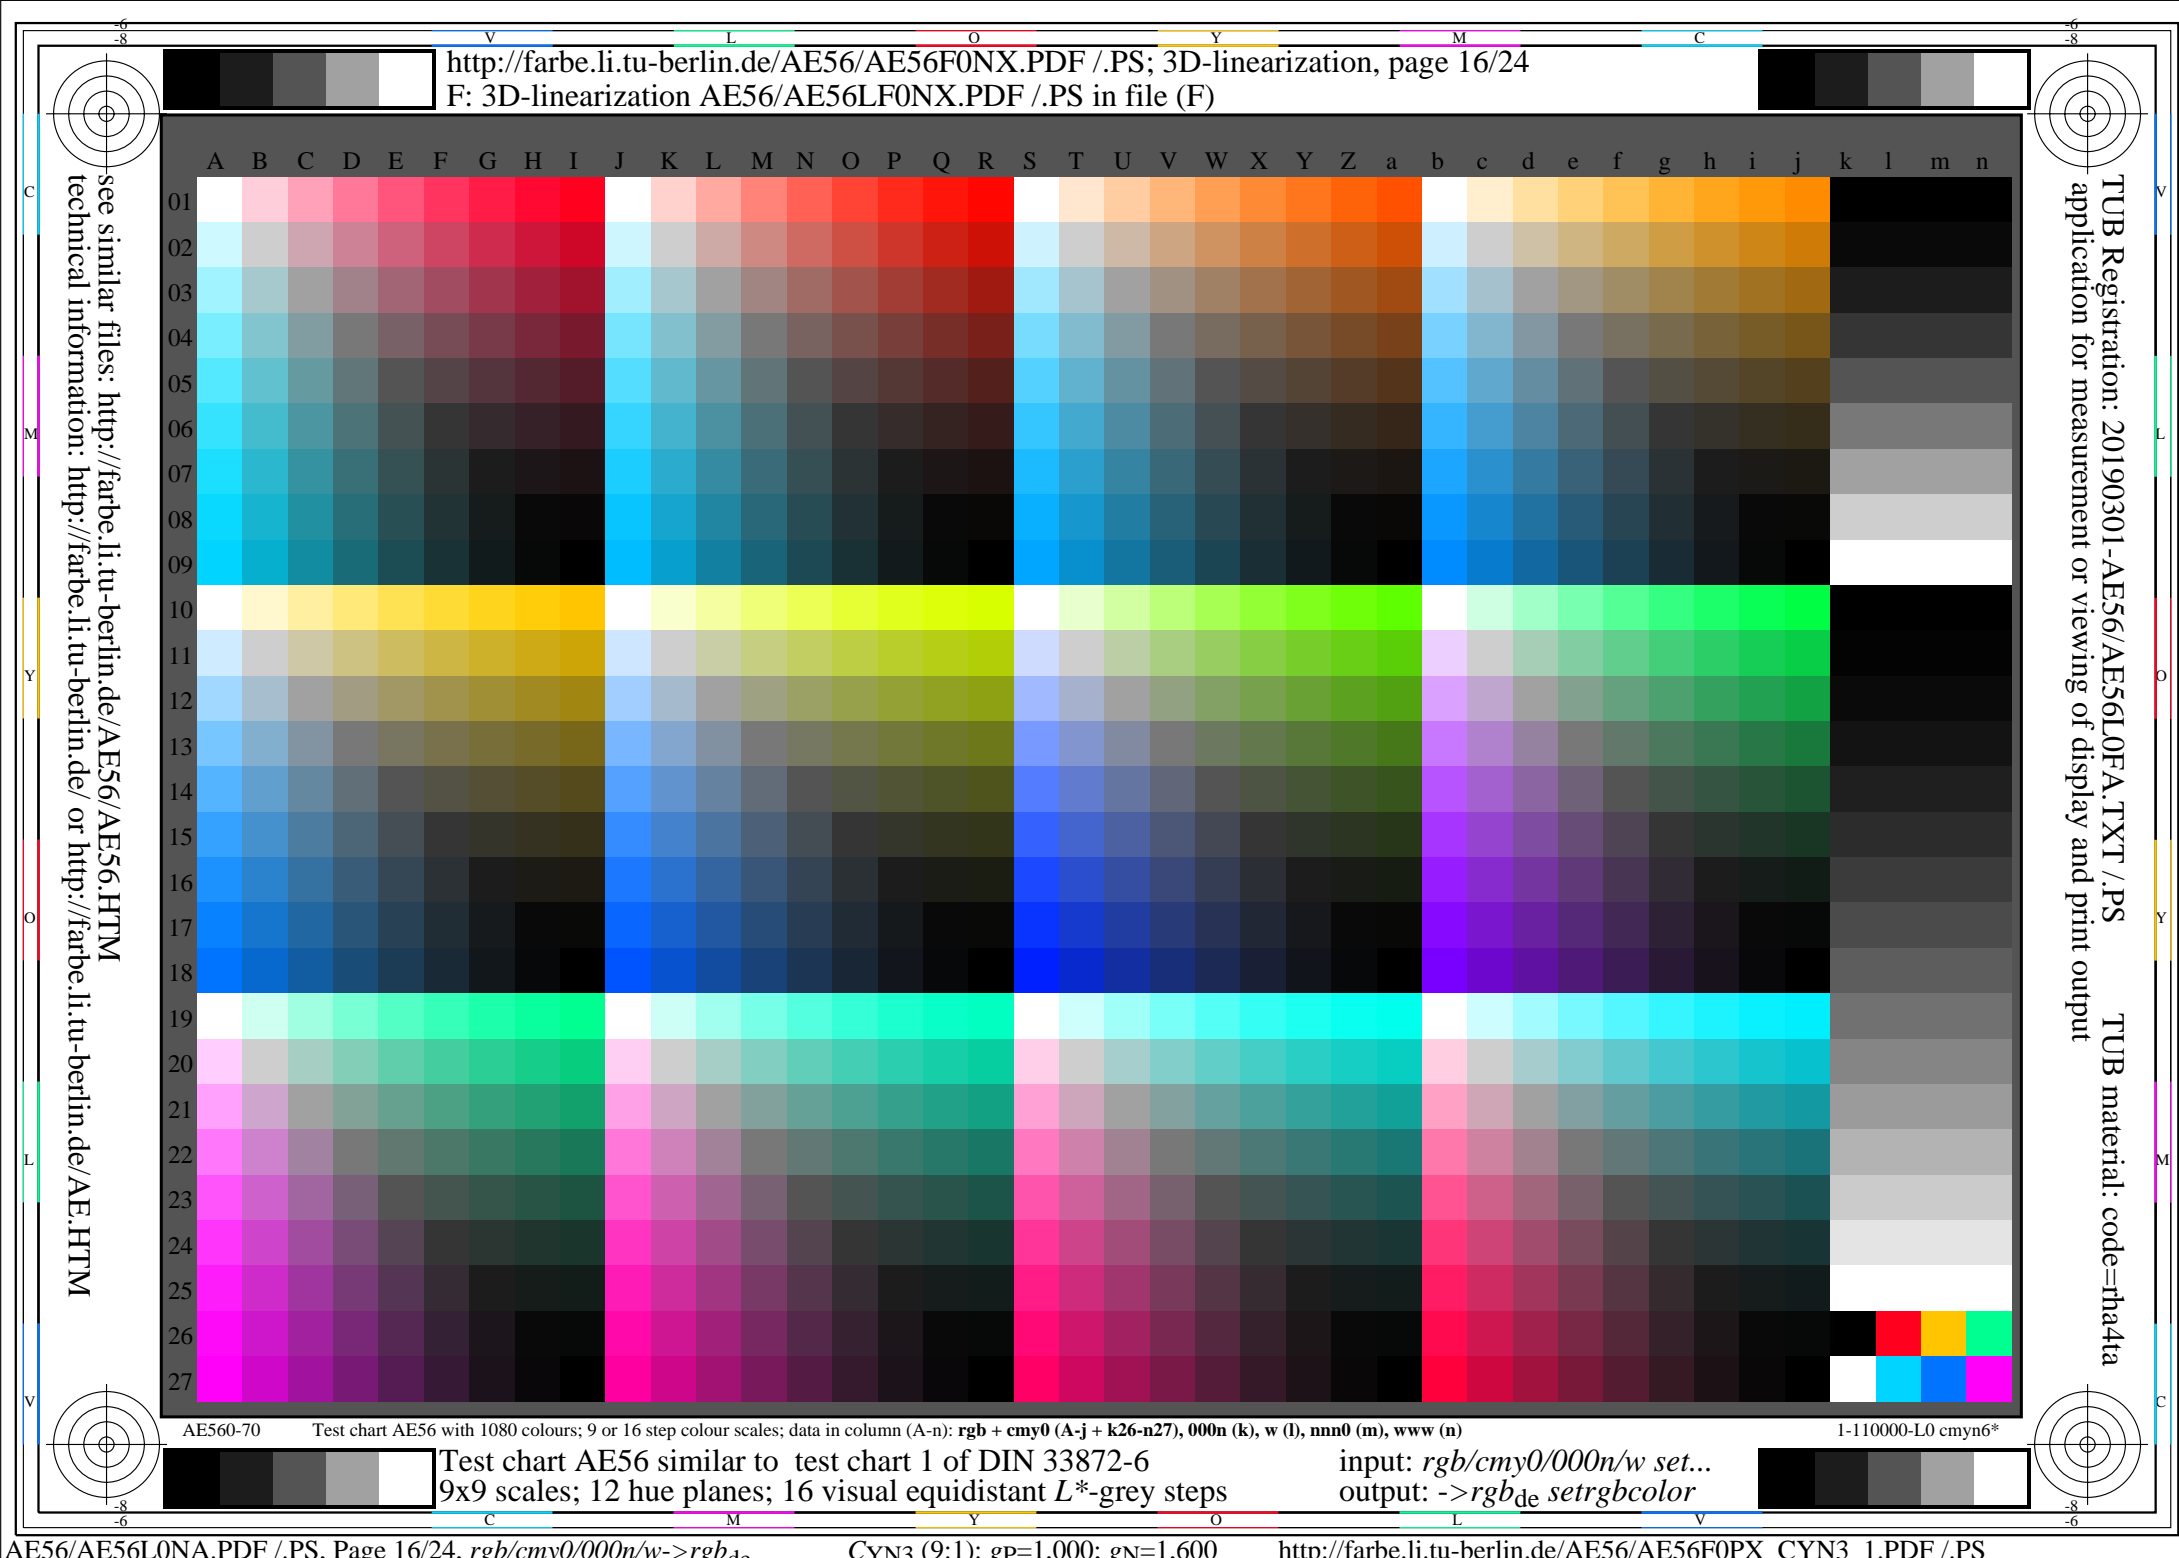 -6
-8
V L O Y M C
-6
-8
http://farbe.li.tu-berlin.de/AE56/AE56F0NX.PDF /.PS; 3D-linearization, page 16/24
F: 3D-linearization AE56/AE56LF0NX.PDF /.PS in file (F)
A B C D E F G H I J K L M N O P Q R S T U V W X Y Z a b c d e f g h i j k l m n
01
02
03
04
05
06
07
08
09
10
11
12
13
14
15
16
17
18
19
20
21
22
23
24
25
26
27
C
M
Y
O
L
V
see similar files: http://farbe.li.tu-berlin.de/AE56/AE56.HTM
technical information: http://farbe.li.tu-berlin.de/ or http://farbe.li.tu-berlin.de/AE.HTM
TUB Registration: 20190301-AE56/AE56L0FA.TXT /.PS TUB material: code=rha4ta
application for measurement or viewing of display and print output
V
L
O
Y
M
C
AE560-70 Test chart AE56 with 1080 colours; 9 or 16 step colour scales; data in column (A-n): rgb + cmy0 (A-j + k26-n27), 000n (k), w (l), nnn0 (m), www (n) 1-110000-L0 cmyn6*
Test chart AE56 similar to test chart 1 of DIN 33872-6 input: rgb/cmy0/000n/w set...
9x9 scales; 12 hue planes; 16 visual equidistant L*-grey steps output: ->rgbde setrgbcolor
-8
-6
C M Y O L V
-8
-6
AE56/AE56L0NA.PDF /.PS, Page 16/24, rgb/cmy0/000n/w->rgbde CYN3 (9:1): gP=1.000; gN=1.600 http://farbe.li.tu-berlin.de/AE56/AE56F0PX_CYN3_1.PDF /.PS